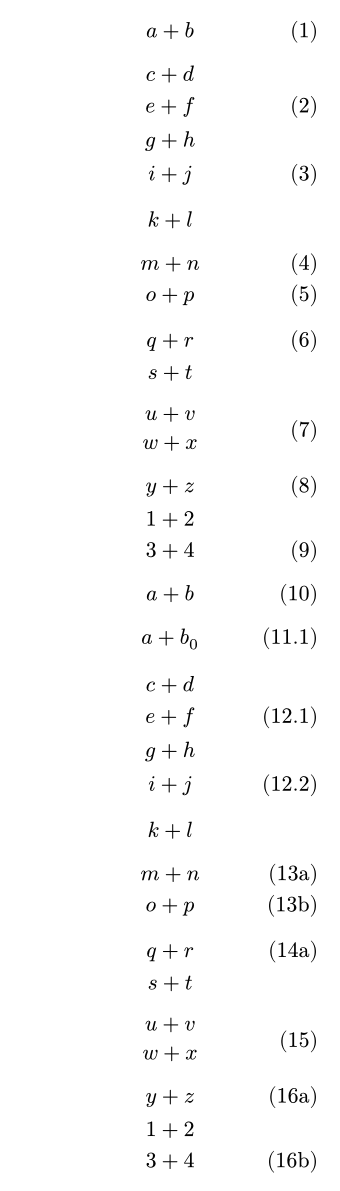 a + b (1)
c + d
e + f (2)
g + h
i + j (3)
k + l
m + n (4)
o + p (5)
q + r (6)
s + t
u + v
w + x (7)
y + z (8)
1 + 2
3 + 4 (9)
a + b (10)
a + b₀ (11.1)
c + d
e + f (12.1)
g + h
i + j (12.2)
k + l
m + n (13a)
o + p (13b)
q + r (14a)
s + t
u + v
w + x (15)
y + z (16a)
1 + 2
3 + 4 (16b)